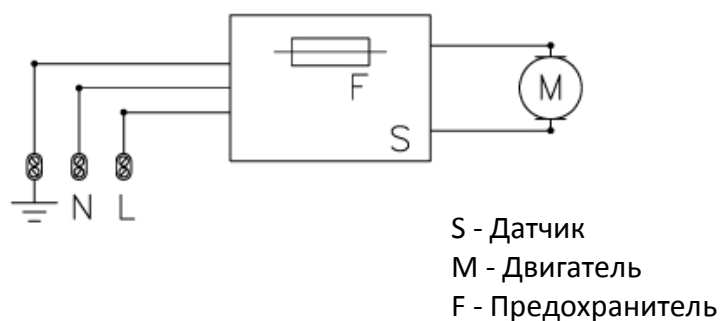 F
M
S
N L
S - Датчик
M - Двигатель
F - Предохранитель